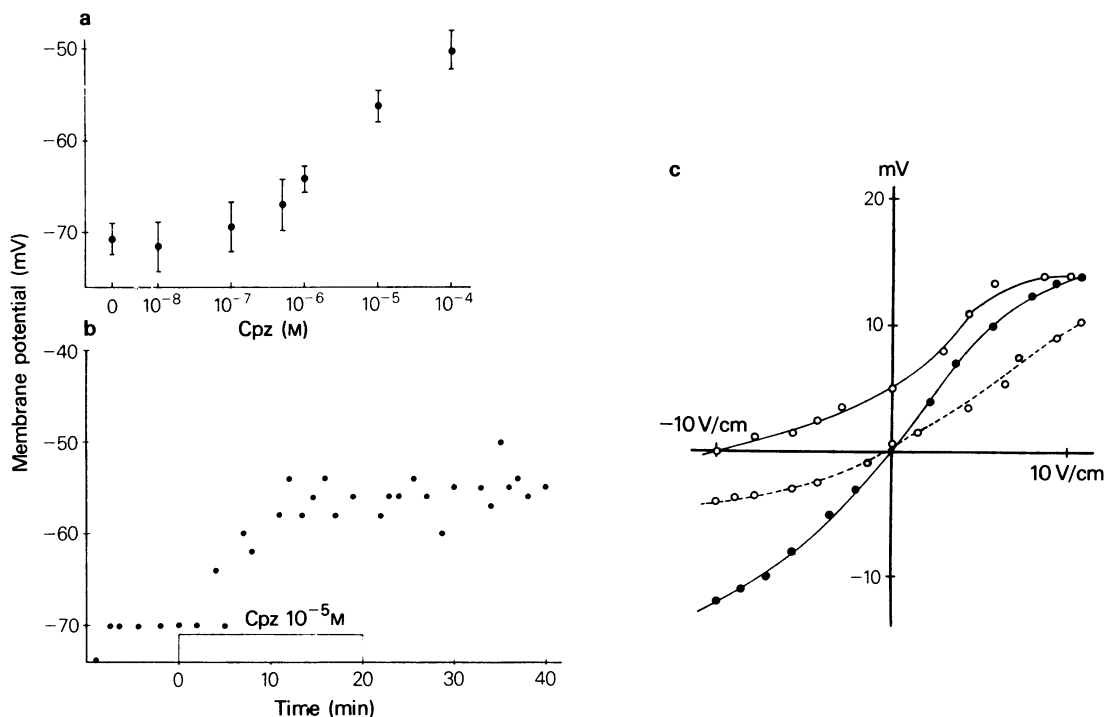 a
−50
−60
−70
0 10⁻⁸ 10⁻⁷ 10⁻⁶ 10⁻⁵ 10⁻⁴
Cpz (M)
Membrane potential (mV)
b
−40
−50
−60
−70
Cpz 10⁻⁵M
0 10 20 30 40
Time (min)
c
mV
20
10
−10 V/cm
10 V/cm
−10